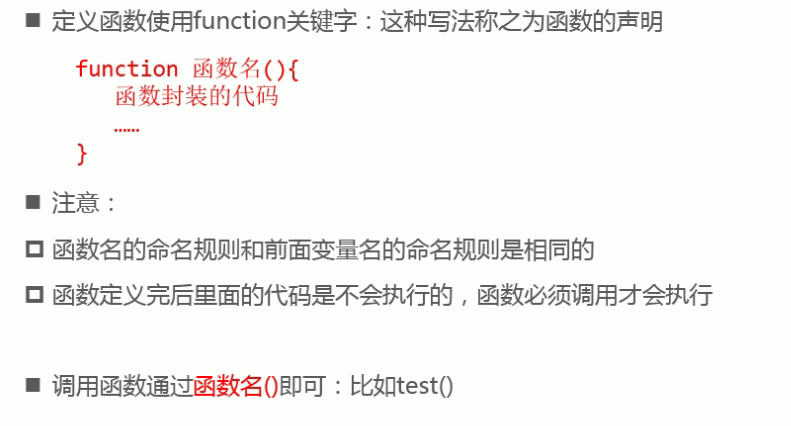 定义函数使用function关键字：这种写法称之为函数的声明
function 函数名(){
函数封装的代码
……
}
注意：
函数名的命名规则和前面变量名的命名规则是相同的
函数定义完后里面的代码是不会执行的，函数必须调用才会执行
调用函数通过函数名()即可：比如test()